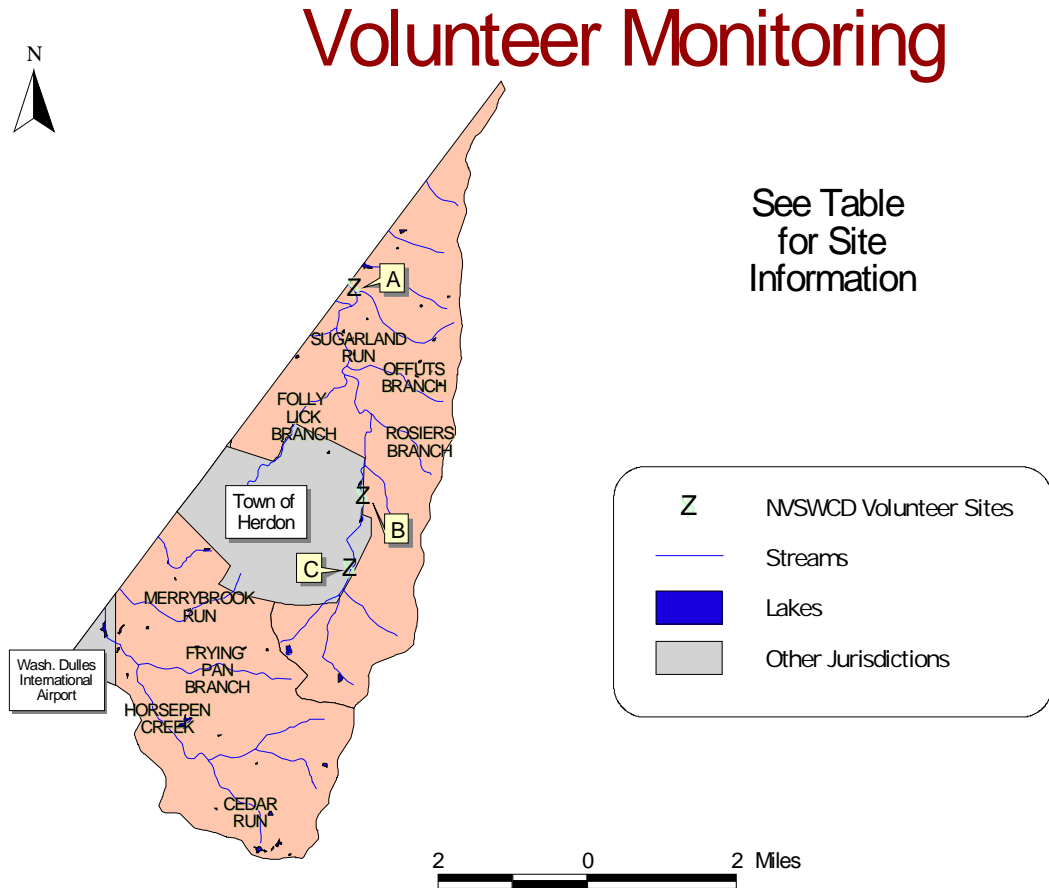 Volunteer Monitoring
N
See Table
for Site
Information
Z
A
SUGARLAND
RUN
OFFUTS
BRANCH
FOLLY
LICK
BRANCH
ROSIERS
BRANCH
Town of
Herdon
Z
B
C
Z
MERRYBROOK
RUN
FRYING
PAN
BRANCH
Wash. Dulles
International
Airport
HORSEPEN
CREEK
CEDAR
RUN
Z NVSWCD Volunteer Sites
Streams
Lakes
Other Jurisdictions
2 0 2 Miles